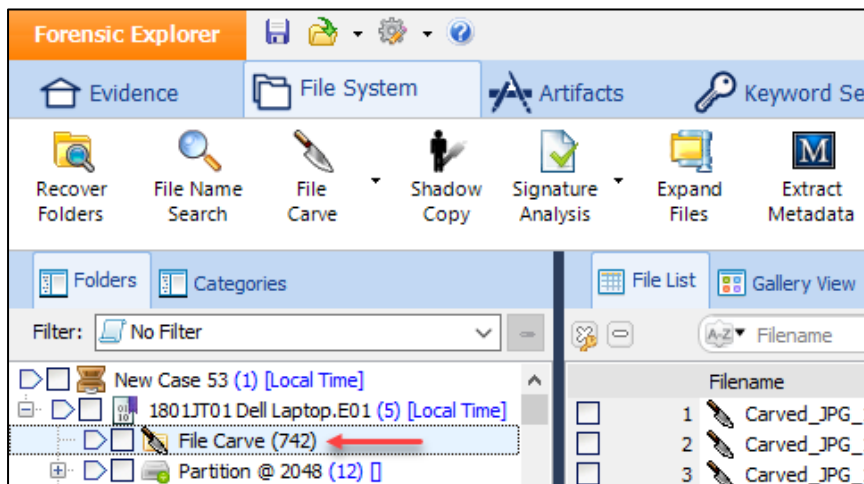 Forensic Explorer
Evidence File System Artifacts Keyword Se
Recover Folders
File Name Search
File Carve
Shadow Copy
Signature Analysis
Expand Files
Extract Metadata
Folders Categories
File List Gallery View
Filter: No Filter
A-Z Filename
New Case 53 (1) [Local Time]
1801JT01 Dell Laptop.E01 (5) [Local Time]
File Carve (742)
Partition @ 2048 (12) []
Filename
1 Carved_JPG_
2 Carved_JPG_
3 Carved_JPG_